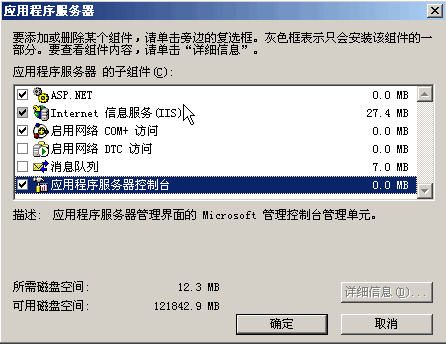 应用程序服务器
要添加或删除某个组件，请单击旁边的复选框。灰色框表示只会安装该组件的一
部分。要查看组件内容，请单击“详细信息”。
应用程序服务器 的子组件(C):
ASP.NET 0.0 MB
Internet 信息服务(IIS) 27.4 MB
启用网络 COM+ 访问 0.0 MB
启用网络 DTC 访问 0.0 MB
消息队列 7.0 MB
应用程序服务器控制台 0.0 MB
描述: 应用程序服务器管理界面的 Microsoft 管理控制台管理单元。
所需磁盘空间: 12.3 MB
详细信息(D)...
可用磁盘空间: 121842.9 MB
确定 取消